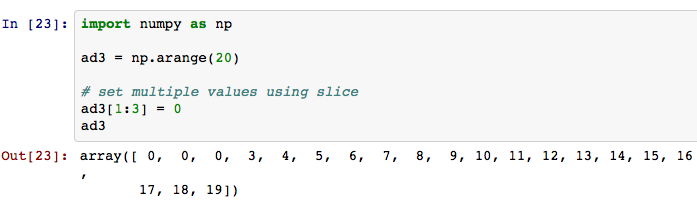 In [23]: import numpy as np
ad3 = np.arange(20)
# set multiple values using slice
ad3[1:3] = 0
ad3
Out[23]: array([ 0,  0,  0,  3,  4,  5,  6,  7,  8,  9, 10, 11, 12, 13, 14, 15, 16
,
17, 18, 19])